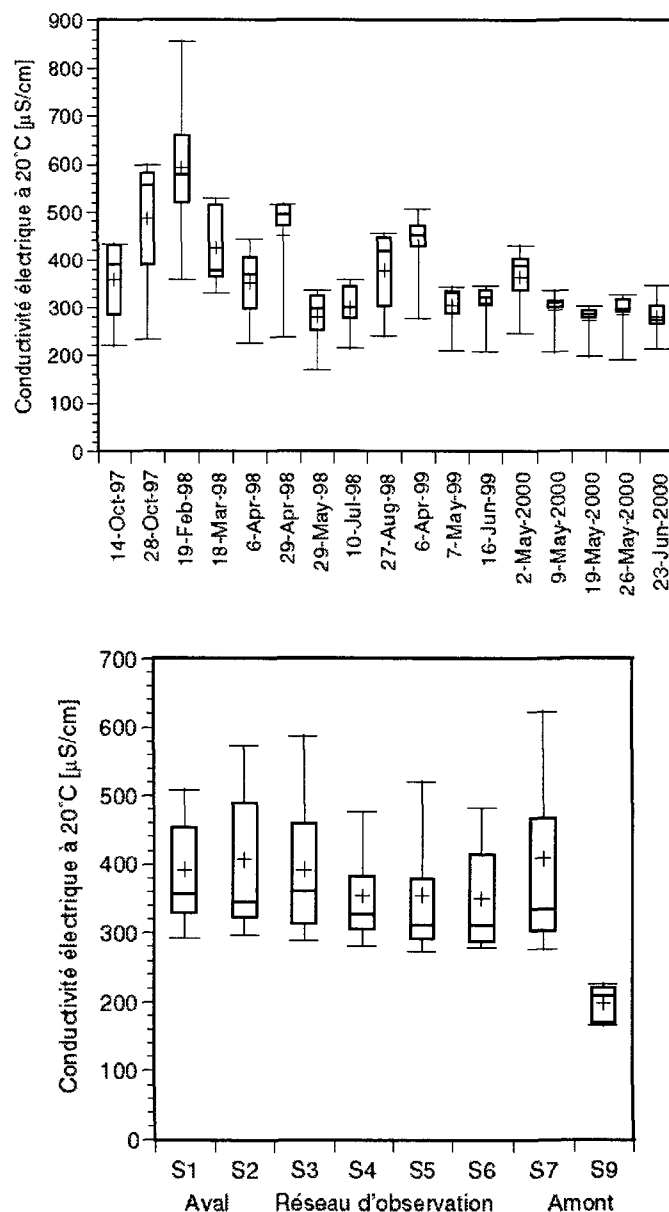 Conductivité électrique à 20°C [µS/cm]
900
800
700
600
500
400
300
200
100
0
14-Oct-97
28-Oct-97
19-Feb-98
18-Mar-98
6-Apr-98
29-Apr-98
29-May-98
10-Jul-98
27-Aug-98
6-Apr-99
7-May-99
16-Jun-99
2-May-2000
9-May-2000
19-May-2000
26-May-2000
23-Jun-2000
Conductivité électrique à 20°C [µS/cm]
700
600
500
400
300
200
100
0
S1 S2 S3 S4 S5 S6 S7 S9
Aval Réseau d'observation Amont